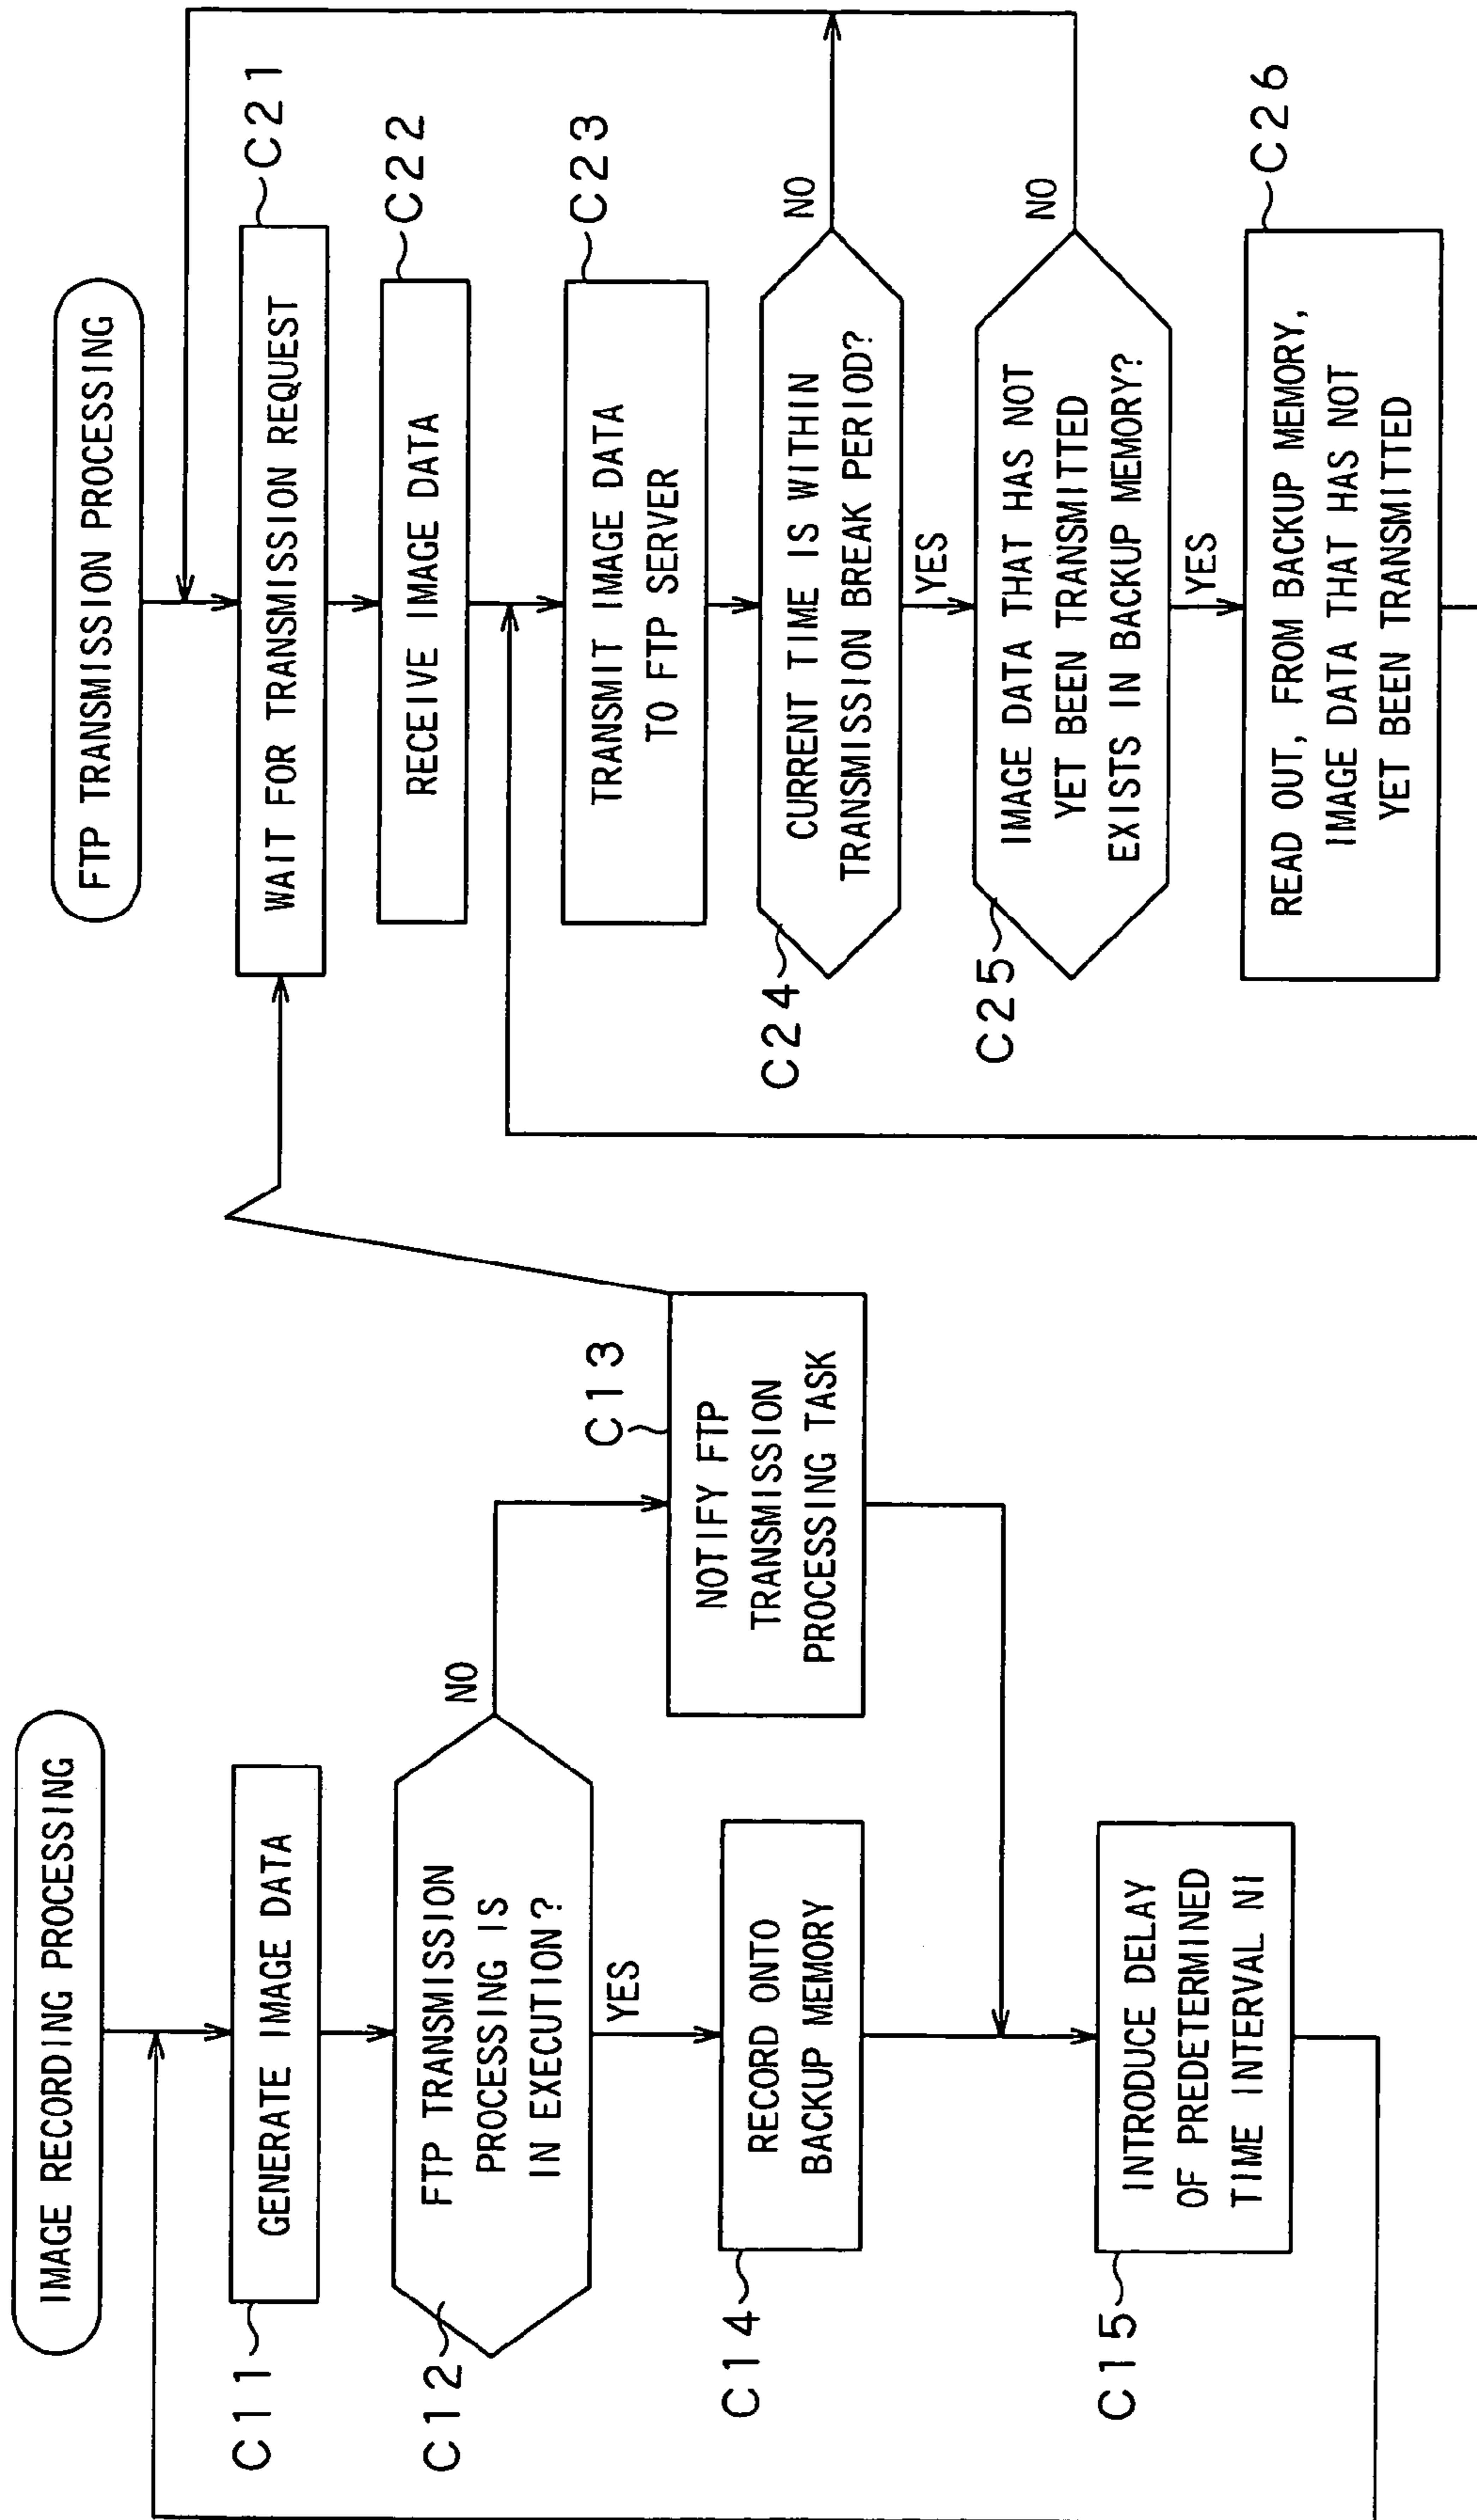 IMAGE RECORDING PROCESSING
C11
GENERATE IMAGE DATA
C12
FTP TRANSMISSION
PROCESSING IS
IN EXECUTION?
NO
YES
C13
NOTIFY FTP
TRANSMISSION
PROCESSING TASK
C14
RECORD ONTO
BACKUP MEMORY
C15
INTRODUCE DELAY
OF PREDETERMINED
TIME INTERVAL NI
FTP TRANSMISSION PROCESSING
C21
WAIT FOR TRANSMISSION REQUEST
C22
RECEIVE IMAGE DATA
C23
TRANSMIT IMAGE DATA
TO FTP SERVER
C24
CURRENT TIME IS WITHIN
TRANSMISSION BREAK PERIOD?
NO
YES
C25
IMAGE DATA THAT HAS NOT
YET BEEN TRANSMITTED
EXISTS IN BACKUP MEMORY?
NO
YES
C26
READ OUT, FROM BACKUP MEMORY,
IMAGE DATA THAT HAS NOT
YET BEEN TRANSMITTED